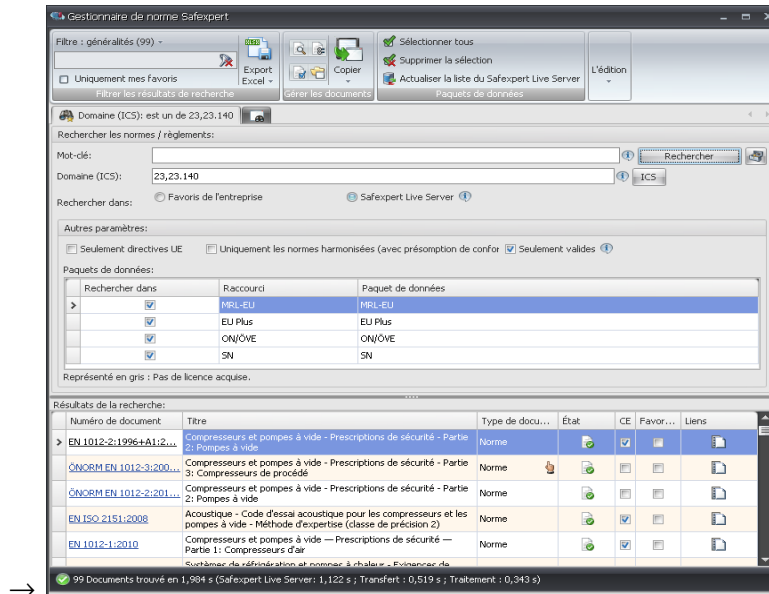 Gestionnaire de norme Safexpert
Filtre : généralités (99)
Uniquement mes favoris
Filtrer les résultats de recherche
Export Excel
Gérer les documents
Copier
Sélectionner tous
Supprimer la sélection
Actualiser la liste du Safexpert Live Server
Paquets de données
L'édition
Domaine (ICS): est un de 23,23.140
Rechercher les normes / règlements:
Mot-clé: Rechercher
Domaine (ICS): 23,23.140 ICS
Rechercher dans: Favoris de l'entreprise Safexpert Live Server
Autres paramètres:
Seulement directives UE Uniquement les normes harmonisées (avec présomption de confor Seulement valides
Paquets de données:
Rechercher dans Raccourci Paquet de données
MRL-EU MRL-EU
EU Plus EU Plus
ON/ÖVE ON/ÖVE
SN SN
Représenté en gris : Pas de licence acquise.
Résultats de la recherche:
Numéro de document Titre Type de docu... État CE Favor... Liens
EN 1012-2:1996+A1:2... Compresseurs et pompes à vide - Prescriptions de sécurité - Partie 2: Pompes à vide Norme
ÖNORM EN 1012-3:200... Compresseurs et pompes à vide - Prescriptions de sécurité - Partie 3: Compresseurs de procédé Norme
ÖNORM EN 1012-2:201... Compresseurs et pompes à vide - Prescriptions de sécurité - Partie 2: Pompes à vide Norme
EN ISO 2151:2008 Acoustique - Code d'essai acoustique pour les compresseurs et les pompes à vide - Méthode d'expertise (classe de précision 2) Norme
EN 1012-1:2010 Compresseurs et pompes à vide — Prescriptions de sécurité — Partie 1: Compresseurs d'air Norme
Systèmes de réfrigération et pompes à chaleur - Exigences de
→ 99 Documents trouvé en 1,984 s (Safexpert Live Server: 1,122 s ; Transfert : 0,519 s ; Traitement : 0,343 s)